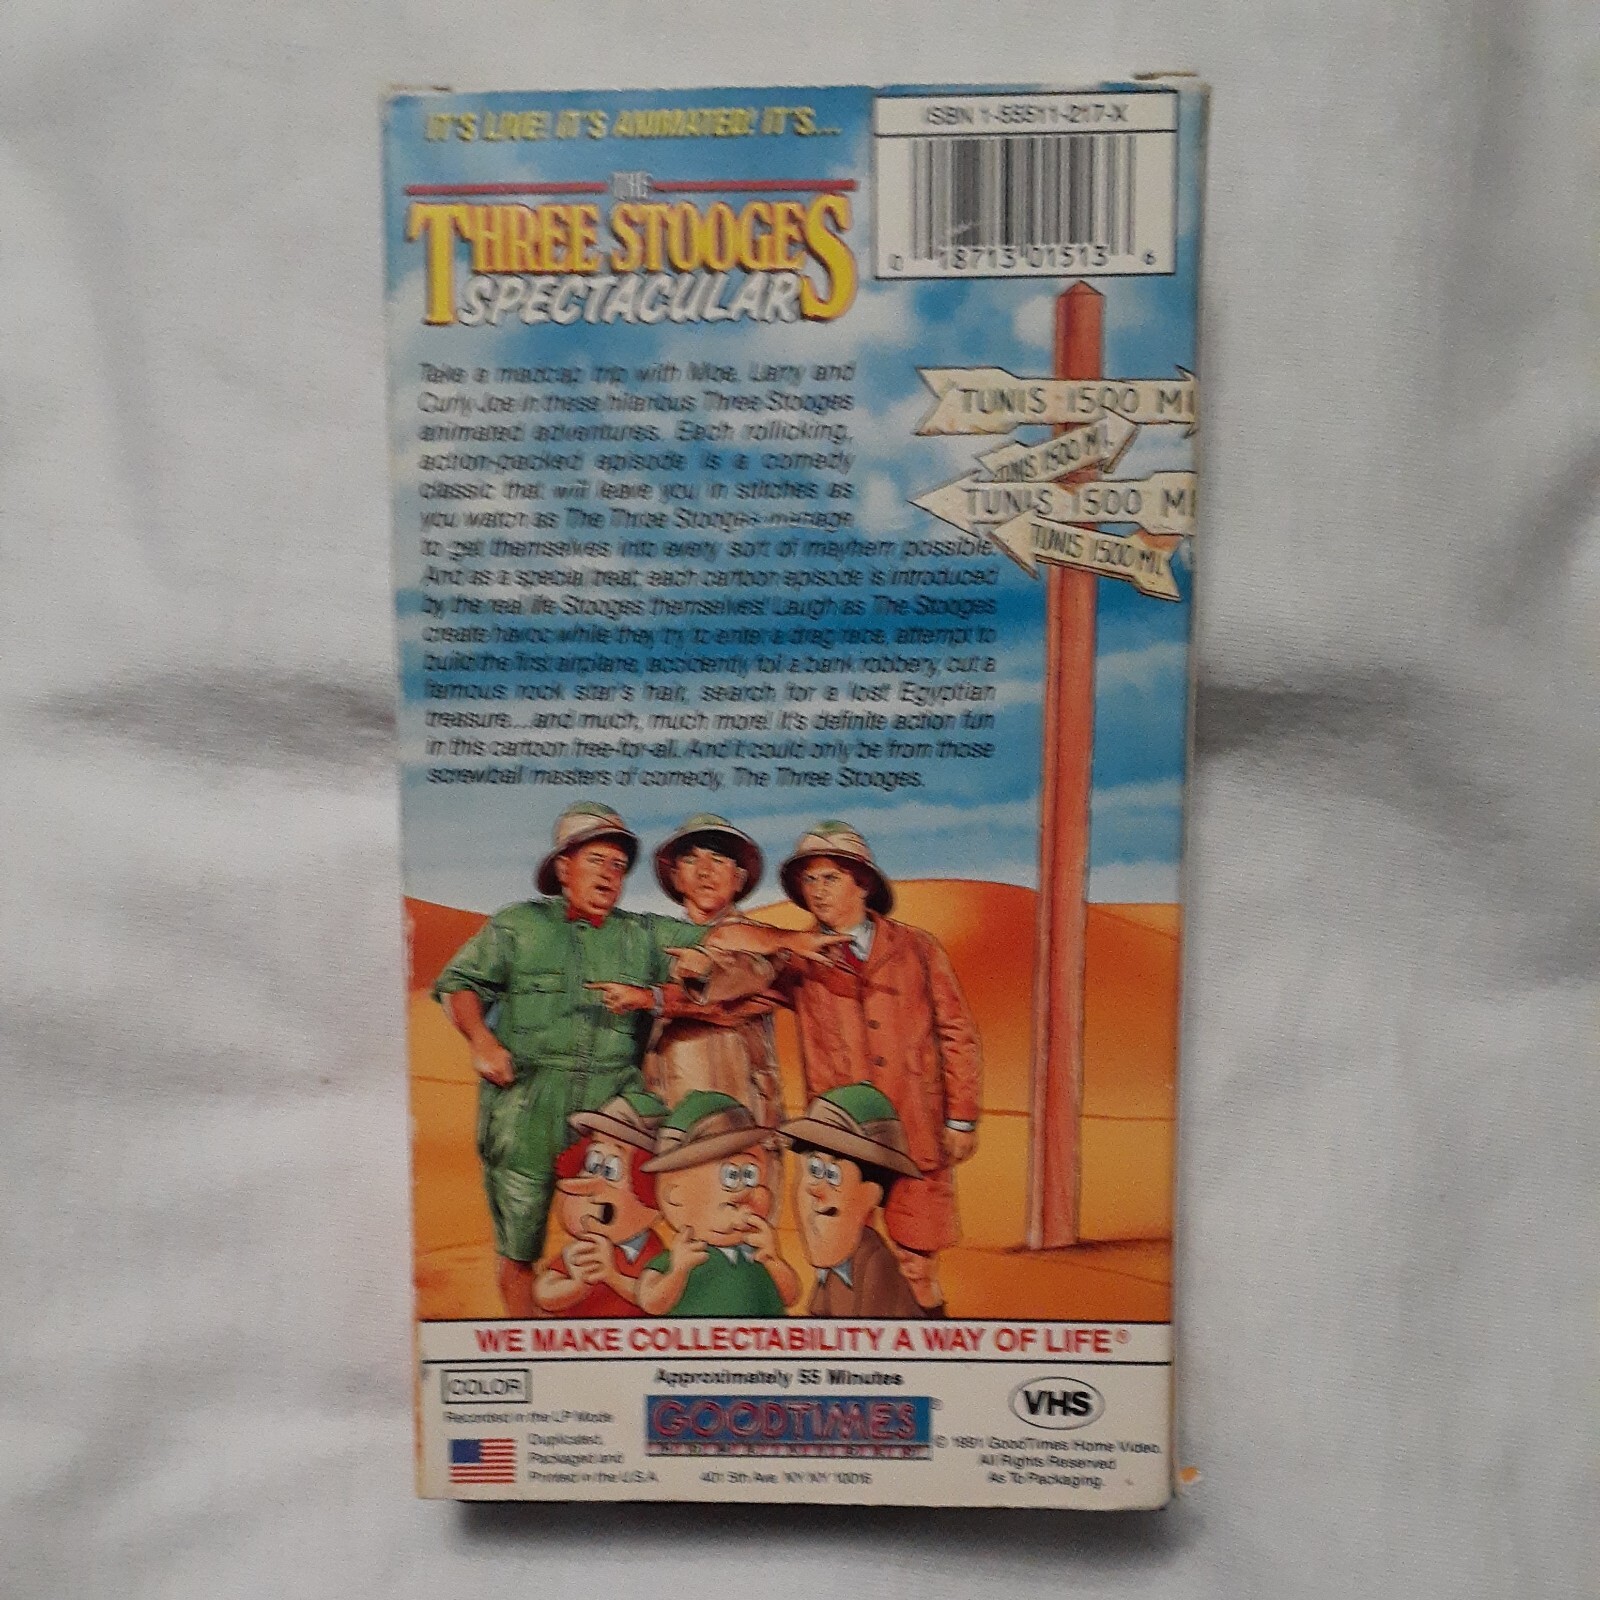 IT'S LIVE! IT'S ANIMATED! IT'S...
THE
THREE STOOGES
SPECTACULAR
ISBN 1-55511-217-X
0 18713 01513 6
TUNIS 1500 MI
TUNIS 1500 MI.
TUNIS 1500 MI
TUNIS 1500 MI.
Take a madcap trip with Moe, Larry and
Curly Joe in these hilarious Three Stooges
animated adventures. Each rollicking,
action-packed episode is a comedy
classic that will leave you in stitches as
you watch as The Three Stooges manage
to get themselves into every sort of mayhem possible.
And as a special treat, each cartoon episode is introduced
by the real life Stooges themselves! Laugh as The Stooges
create havoc while they try to enter a drag race, attempt to
build the first airplane, accidently foil a bank robbery, cut a
famous rock star's hair, search for a lost Egyptian
treasure...and much, much more! It's definite action fun
in this cartoon free-for-all. And it could only be from those
screwball masters of comedy, The Three Stooges.
WE MAKE COLLECTABILITY A WAY OF LIFE®
COLOR
Recorded in the LP Mode
Duplicated,
Packaged and
Printed in the U.S.A.
Approximately 55 Minutes
GOODTIMES®
HOME VIDEO
401 5th Ave. NY NY 10016
VHS
© 1991 GoodTimes Home Video.
All Rights Reserved
As To Packaging.